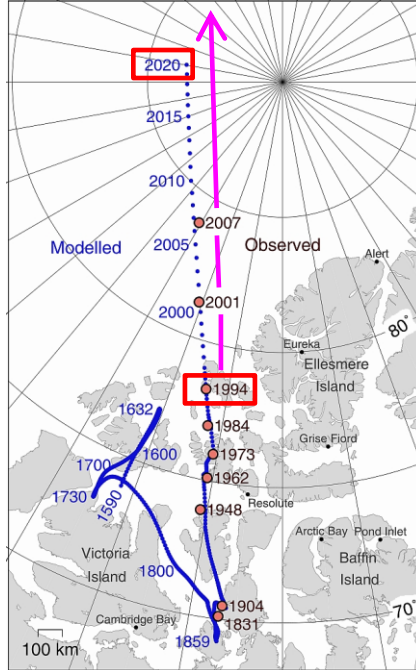 2020
2015
2010
2007
Modelled
Observed
2005
Alert
2001
2000
80°
Eureka
Ellesmere
Island
1994
1632
1984
Grise Fiord
1600
1973
1700
1962
1730
1590
Resolute
1948
Arctic Bay
Pond Inlet
Victoria
Island
1800
Baffin
Island
1904
70°
Cambridge Bay
1831
1859
100 km